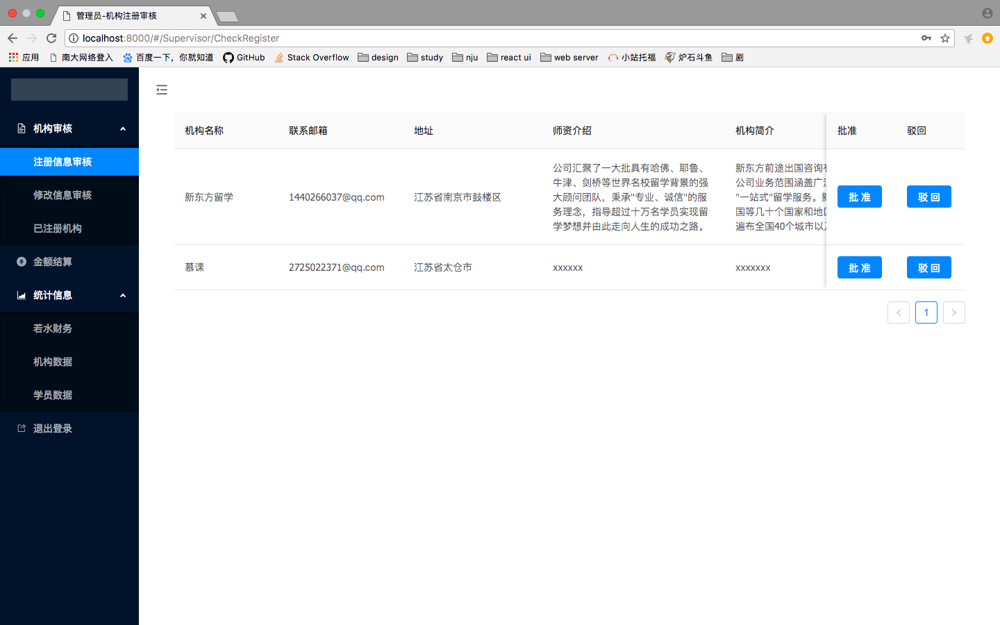 管理员-机构注册审核
localhost:8000/#/Supervisor/CheckRegister
应用 南大网络登入 百度一下，你就知道 GitHub Stack Overflow design study nju react ui web server 小站托福 炉石斗鱼 剧
机构审核
注册信息审核
修改信息审核
已注册机构
金额结算
统计信息
若水财务
机构数据
学员数据
退出登录
机构名称 联系邮箱 地址 师资介绍 机构简介 批准 驳回
新东方留学 1440266037@qq.com 江苏省南京市鼓楼区
公司汇聚了一大批具有哈佛、耶鲁、
牛津、剑桥等世界名校留学背景的强
大顾问团队，秉承"专业、诚信"的服
务理念，指导超过十万名学员实现留
学梦想并由此走向人生的成功之路。
新东方前途出国咨询
公司业务范围涵盖广
"一站式"留学服务。
国等几十个国家和地
遍布全国40个城市以
批准 驳回
慕课 2725022371@qq.com 江苏省太仓市 xxxxxx xxxxxxx 批准 驳回
< 1 >